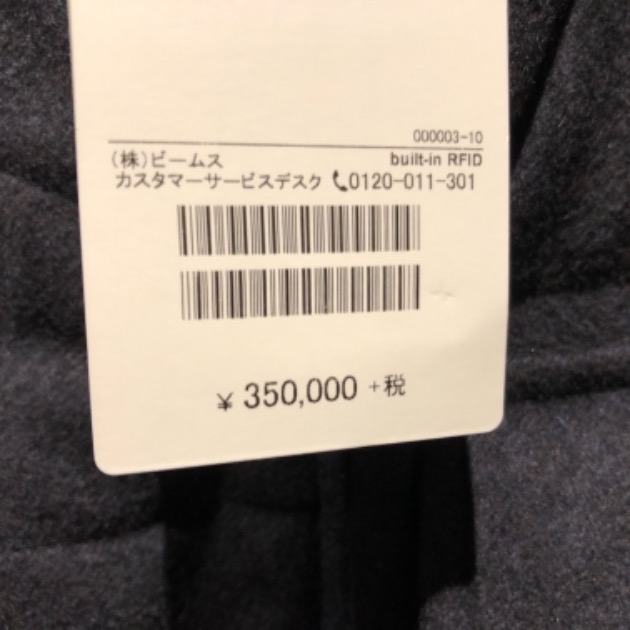 000003-10
(株)ビームス built-in RFID
カスタマーサービスデスク 📞0120-011-301
¥ 350,000 +税